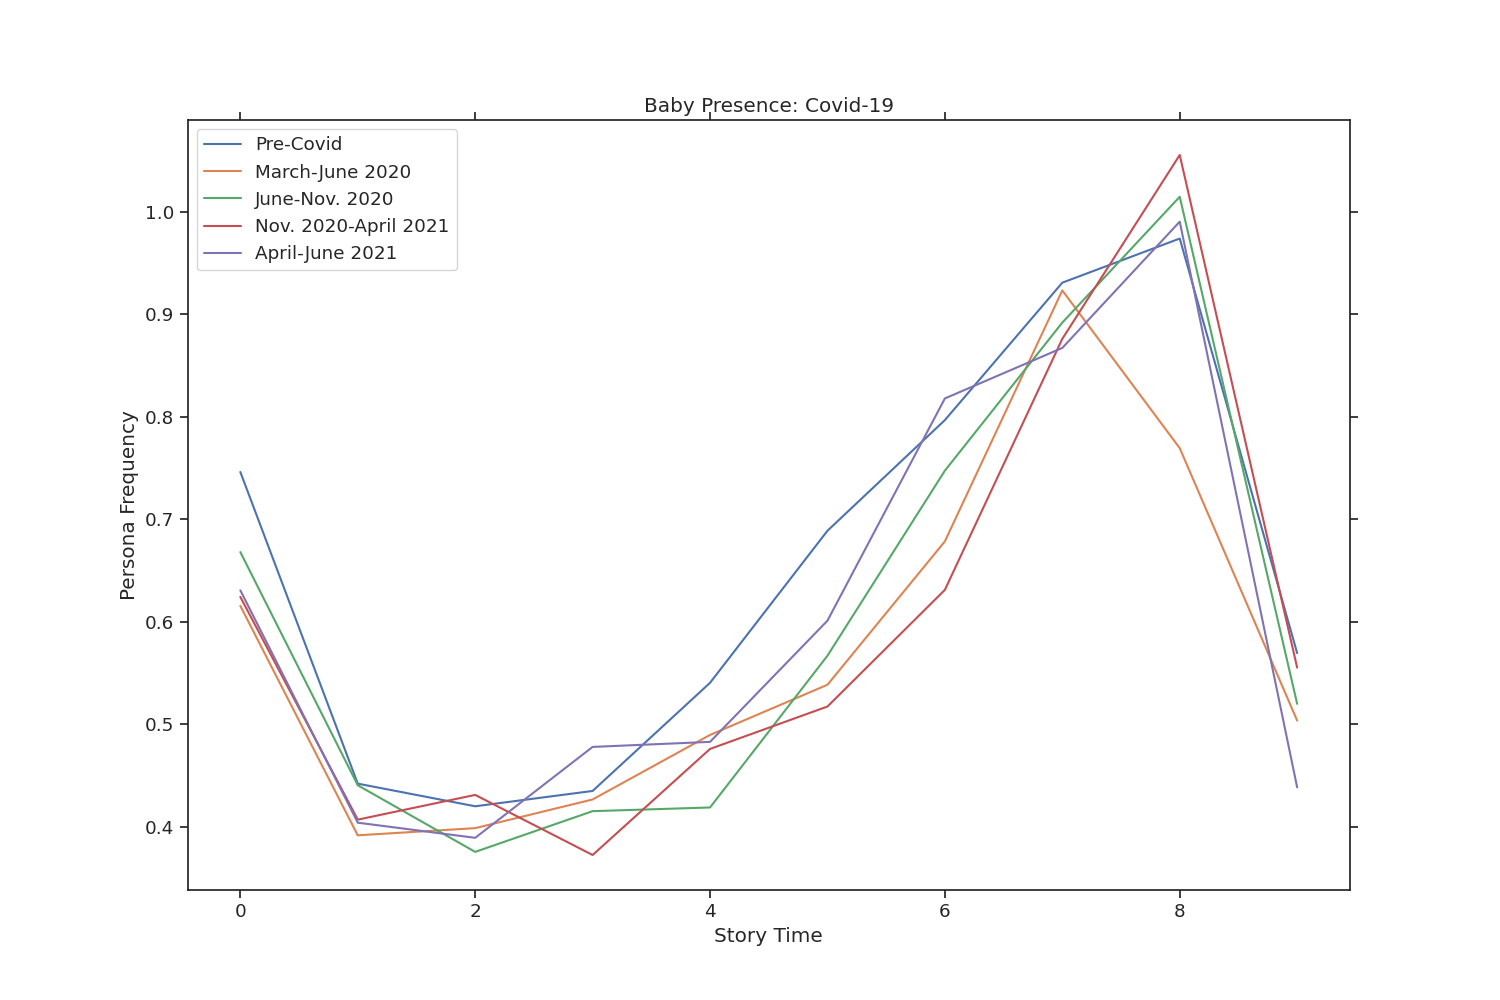 Baby Presence: Covid-19
Pre-Covid
March-June 2020
June-Nov. 2020
Nov. 2020-April 2021
April-June 2021
1.0
0.9
0.8
0.7
0.6
0.5
0.4
Persona Frequency
0 2 4 6 8
Story Time